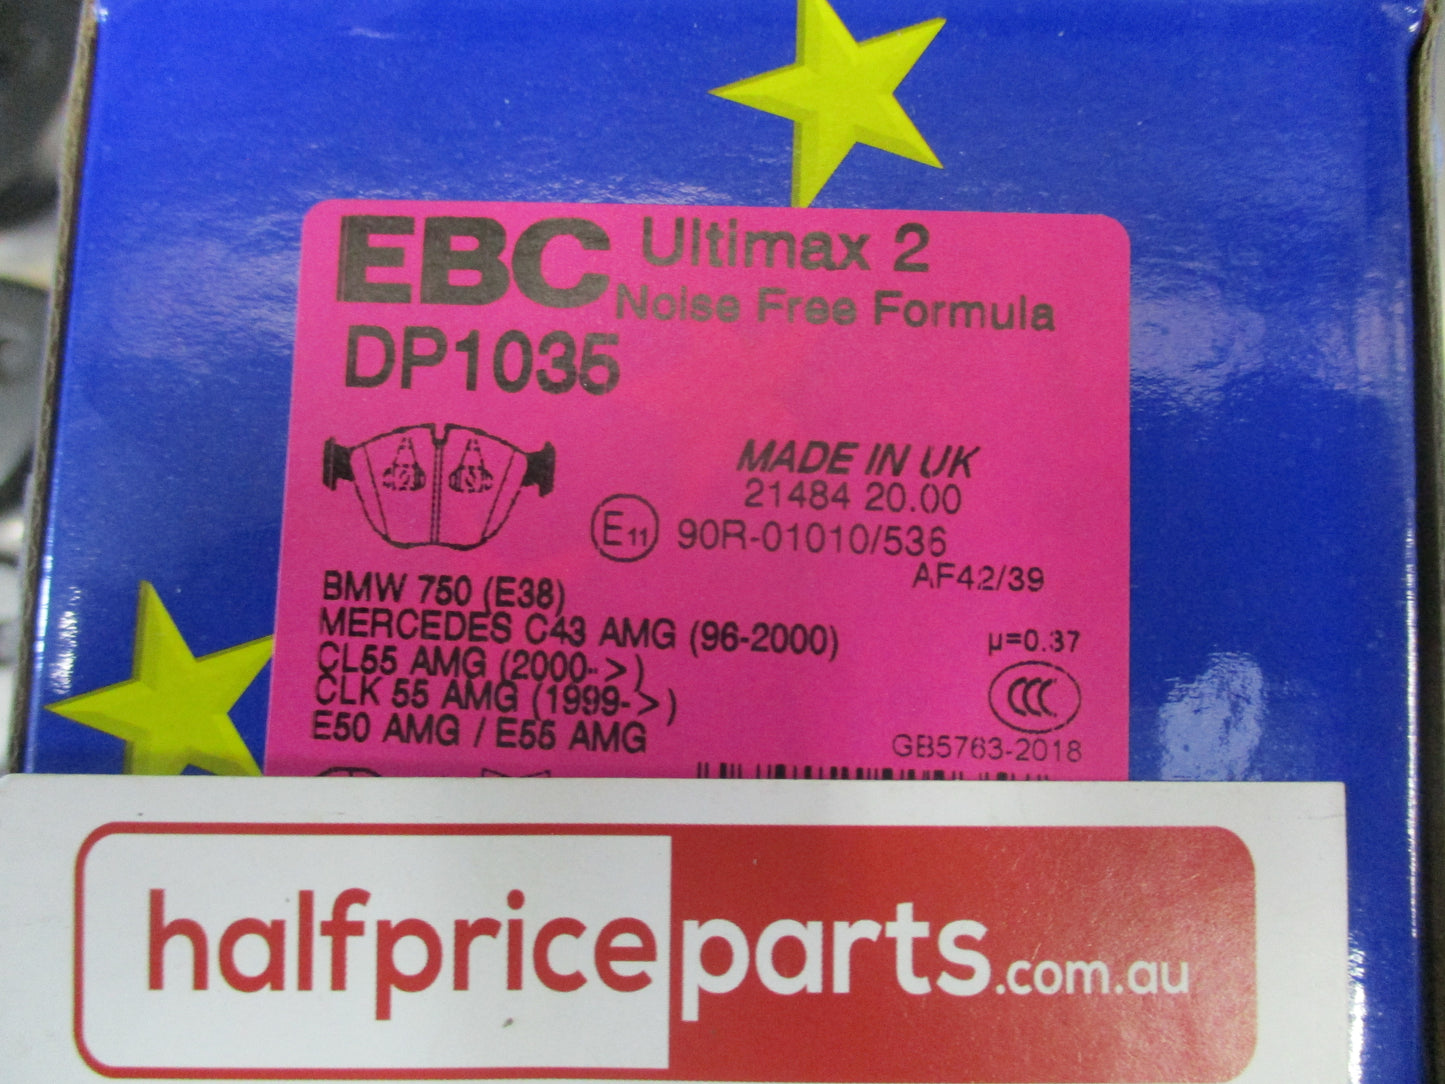 EBC Ultimax 2
Noise Free Formula
DP1035
MADE IN UK
21484 20.00
E11 90R-01010/536
AF42/39
BMW 750 (E38)
MERCEDES C43 AMG (96-2000)
CL55 AMG (2000->)
CLK 55 AMG (1999->)
E50 AMG / E55 AMG
µ=0.37
CCC
GB5763-2018
halfpriceparts.com.au